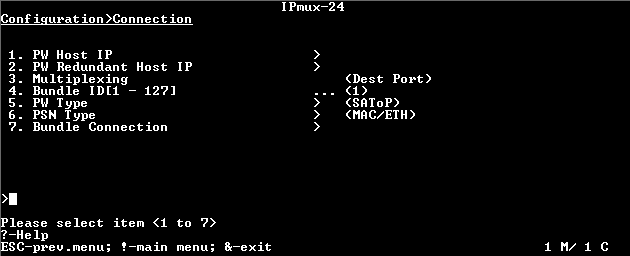 IPmux-24
Configuration>Connection
1. PW Host IP >
2. PW Redundant Host IP >
3. Multiplexing (Dest Port)
4. Bundle ID[1 - 127] ... (1)
5. PW Type > (SAToP)
6. PSN Type > (MAC/ETH)
7. Bundle Connection >
>
Please select item <1 to 7>
?-Help
ESC-prev.menu; !-main menu; &-exit 1 M/ 1 C